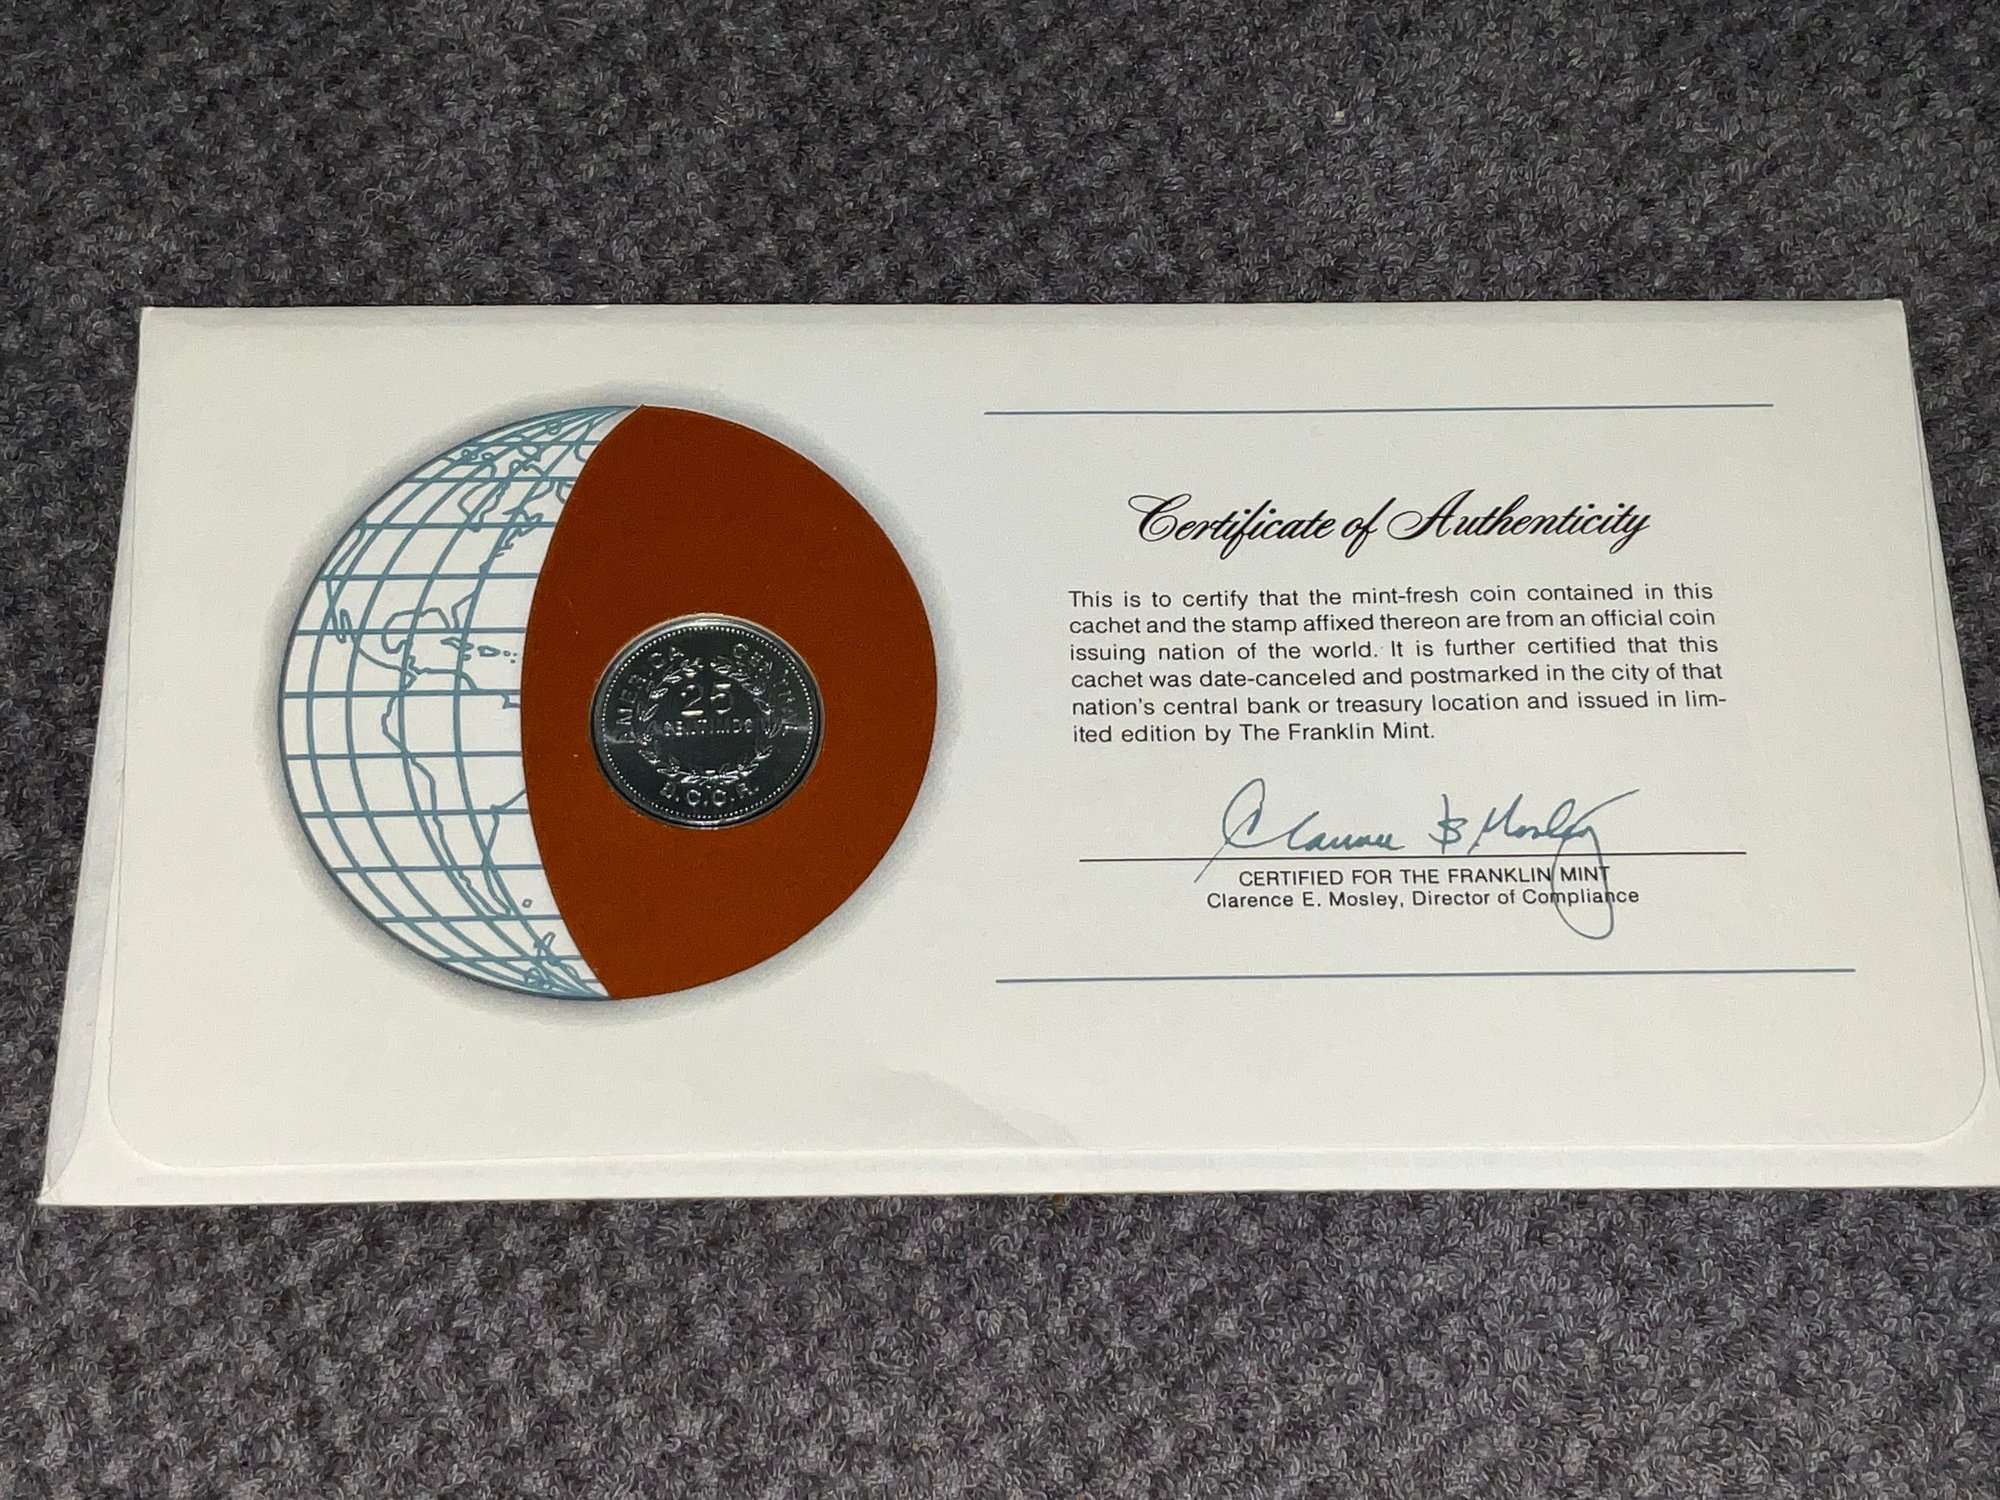 AMERICA CENTRAL
25
CENTIMOS
B.C.C.R.
Certificate of Authenticity
This is to certify that the mint-fresh coin contained in this
cachet and the stamp affixed thereon are from an official coin
issuing nation of the world. It is further certified that this
cachet was date-canceled and postmarked in the city of that
nation's central bank or treasury location and issued in lim-
ited edition by The Franklin Mint.
CERTIFIED FOR THE FRANKLIN MINT
Clarence E. Mosley, Director of Compliance